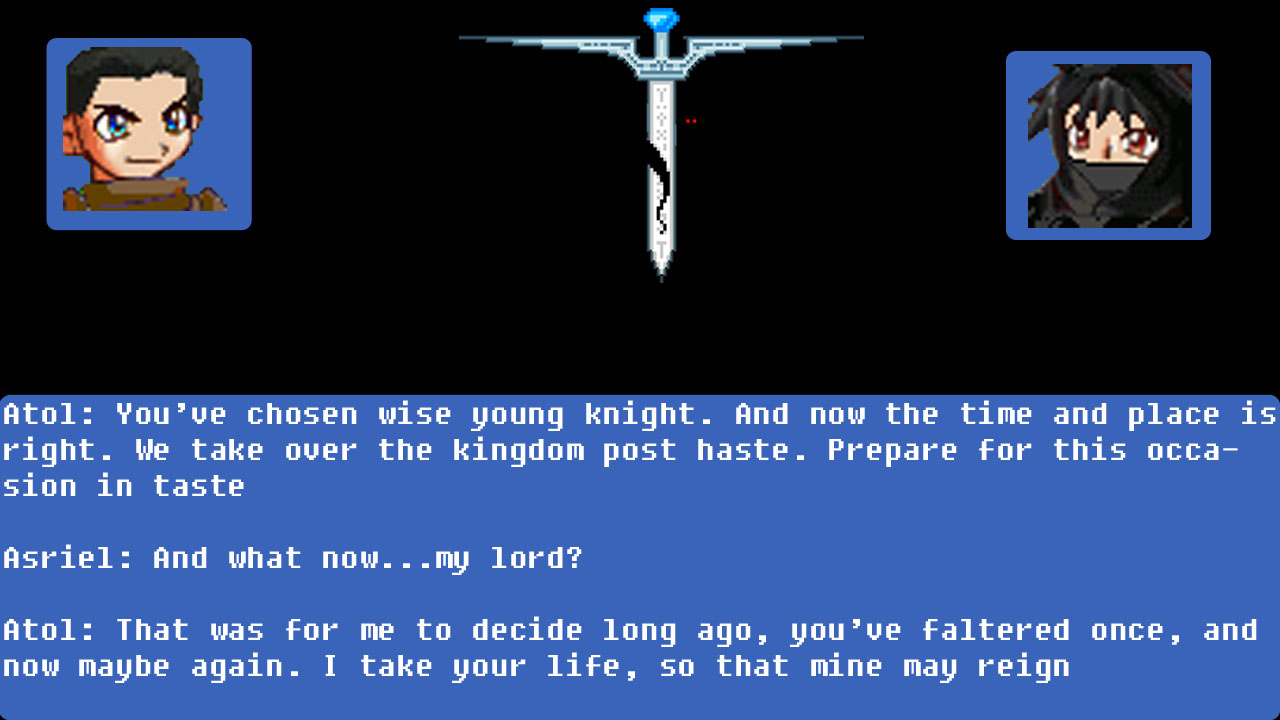 Atol: You've chosen wise young knight. And now the time and place is
right. We take over the kingdom post haste. Prepare for this occa-
sion in taste
Asriel: And what now...my lord?
Atol: That was for me to decide long ago, you've faltered once, and
now maybe again. I take your life, so that mine may reign